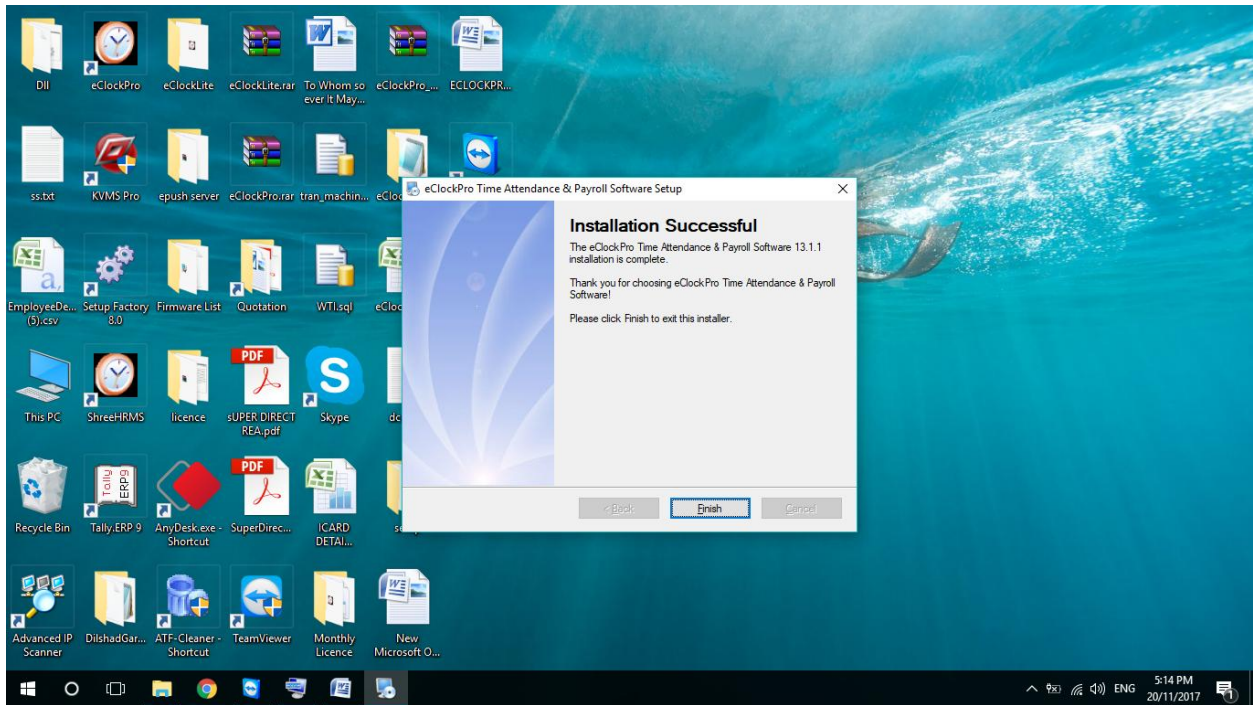 Dll
eClockPro
eClockLite
eClockLite.rar
To Whom so
ever It May...
eClockPro_...
ECLOCKPR...
ss.txt
KVMS Pro
epush server
eClockPro.rar
tran_machin...
eCloc
EmployeeDe...
(5).csv
Setup Factory
8.0
Firmware List
Quotation
WTI.sql
eCloc
This PC
ShreeHRMS
licence
PDF
sUPER DIRECT
REA.pdf
S
Skype
dc
Recycle Bin
Tally
ERP9
Tally.ERP 9
AnyDesk.exe -
Shortcut
PDF
SuperDirec...
ICARD
DETAI...
Advanced IP
Scanner
DilshadGar...
ATF-Cleaner -
Shortcut
TeamViewer
Monthly
Licence
New
Microsoft O...
eClockPro Time Attendance & Payroll Software Setup
Installation Successful
The eClockPro Time Attendance & Payroll Software 13.1.1
installation is complete.
Thank you for choosing eClockPro Time Attendance & Payroll
Software!
Please click Finish to exit this installer.
< Back
Finish
Cancel
ENG
5:14 PM
20/11/2017
1